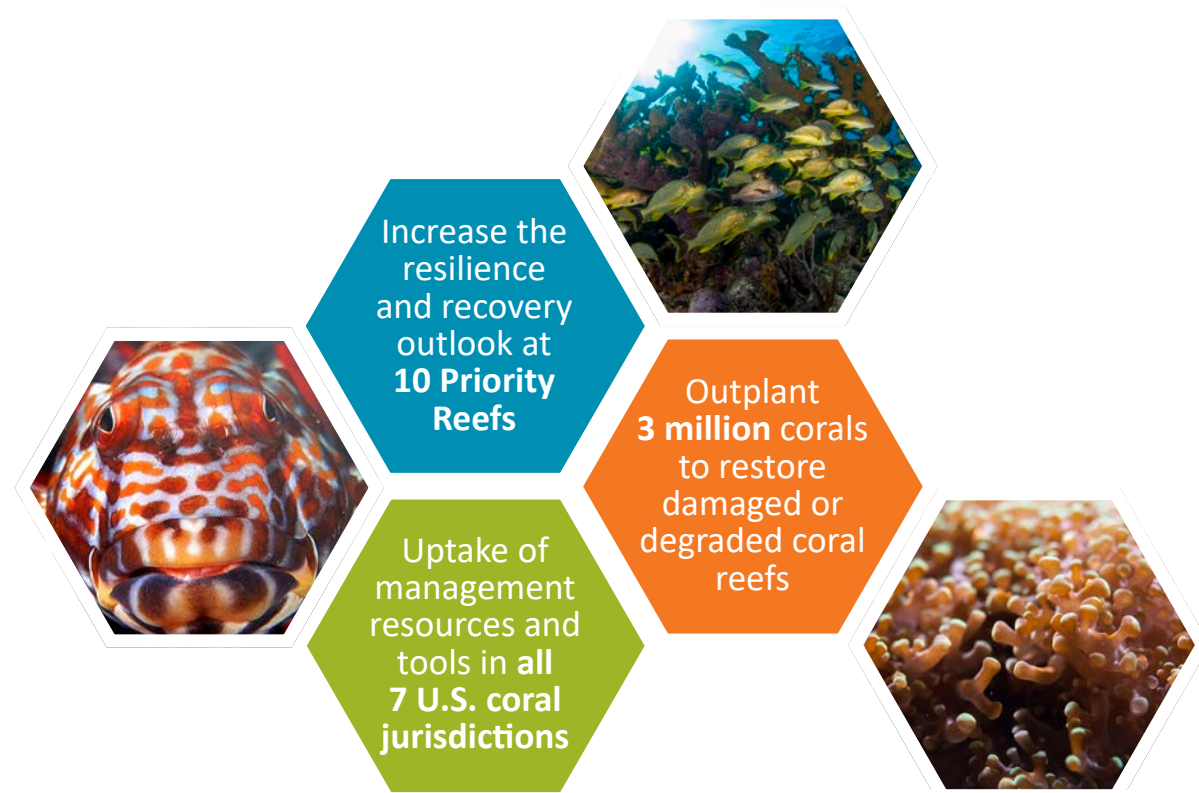 Increase the
resilience
and recovery
outlook at
10 Priority
Reefs
Outplant
3 million corals
to restore
damaged or
degraded coral
reefs
Uptake of
management
resources and
tools in all
7 U.S. coral
jurisdictions